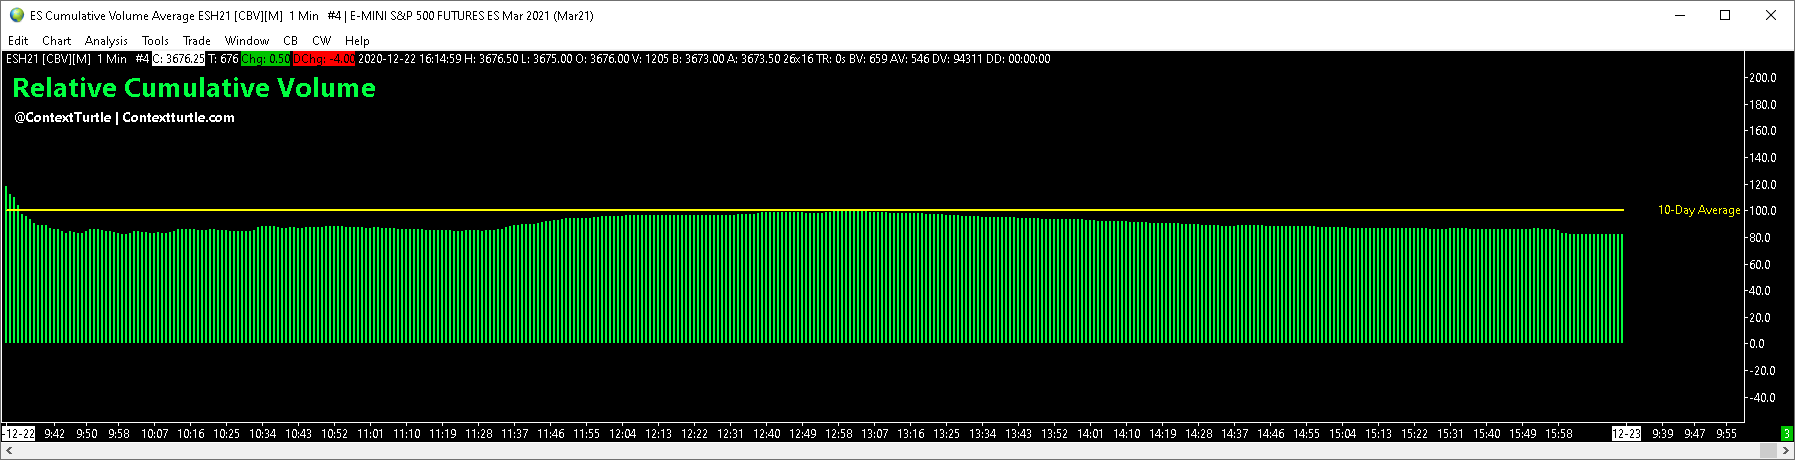 ES Cumulative Volume Average ESH21 [CBV][M] 1 Min #4 | E-MINI S&P 500 FUTURES ES Mar 2021 (Mar21)
Edit Chart Analysis Tools Trade Window CB CW Help
ESH21 [CBV][M] 1 Min #4 C: 3676.25 T: 676 Chg: 0.50 DChg: -4.00 2020-12-22 16:14:59 H: 3676.50 L: 3675.00 O: 3676.00 V: 1205 B: 3673.00 A: 3673.50 26x16 TR: 0s BV: 659 AV: 546 DV: 94311 DD: 00:00:00
Relative Cumulative Volume
@ContextTurtle | Contextturtle.com
200.0
180.0
160.0
140.0
120.0
10-Day Average 100.0
80.0
60.0
40.0
20.0
0.0
-20.0
-40.0
-12-22 9:42 9:50 9:58 10:07 10:16 10:25 10:34 10:43 10:52 11:01 11:10 11:19 11:28 11:37 11:46 11:55 12:04 12:13 12:22 12:31 12:40 12:49 12:58 13:07 13:16 13:25 13:34 13:43 13:52 14:01 14:10 14:19 14:28 14:37 14:46 14:55 15:04 15:13 15:22 15:31 15:40 15:49 15:58 12-23 9:39 9:47 9:55 3